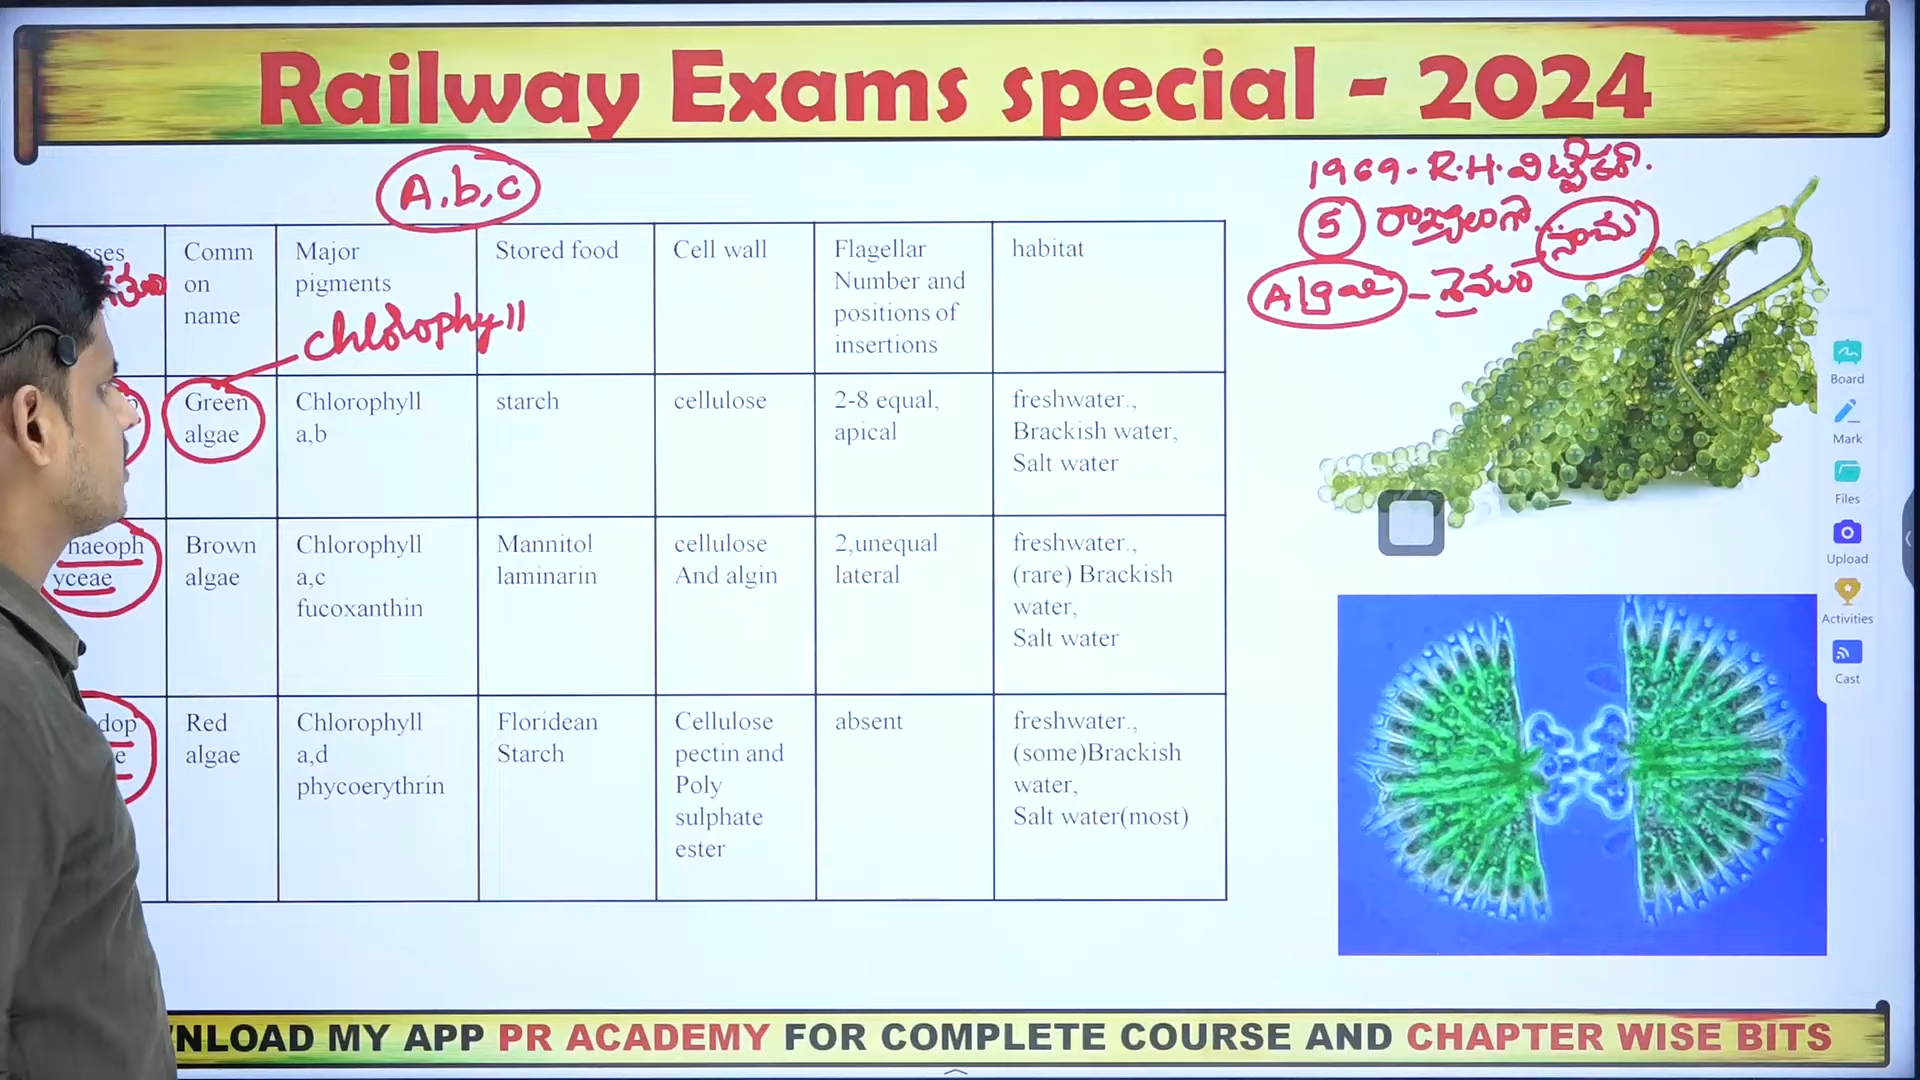 Railway Exams special - 2024
A,b,c
1969- R.H. విట్టేకర్.
5 రాజ్యలుగా
నాచు
Algae - శైవలం
sses
Comm
on
name
Major
pigments
Stored food
Cell wall
Flagellar
Number and
positions of
insertions
habitat
chlorophyll
Green
algae
Chlorophyll
a,b
starch
cellulose
2-8 equal,
apical
freshwater.,
Brackish water,
Salt water
haeoph
yceae
Brown
algae
Chlorophyll
a,c
fucoxanthin
Mannitol
laminarin
cellulose
And algin
2,unequal
lateral
freshwater.,
(rare) Brackish
water,
Salt water
dop
e
Red
algae
Chlorophyll
a,d
phycoerythrin
Floridean
Starch
Cellulose
pectin and
Poly
sulphate
ester
absent
freshwater.,
(some)Brackish
water,
Salt water(most)
Board
Mark
Files
Upload
Activities
Cast
NLOAD MY APP PR ACADEMY FOR COMPLETE COURSE AND CHAPTER WISE BITS